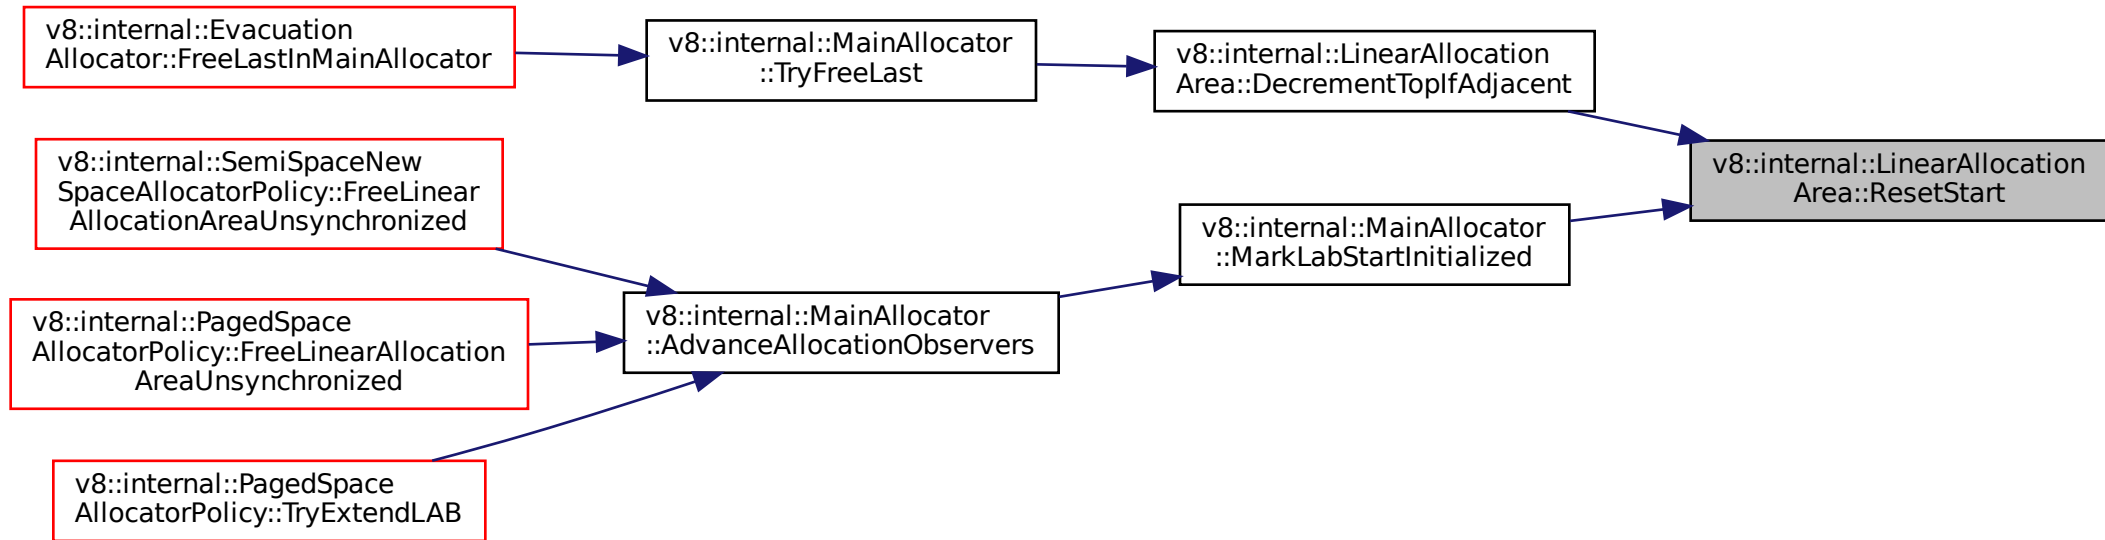 v8::internal::Evacuation
Allocator::FreeLastInMainAllocator
v8::internal::MainAllocator
::TryFreeLast
v8::internal::LinearAllocation
Area::DecrementTopIfAdjacent
v8::internal::LinearAllocation
Area::ResetStart
v8::internal::SemiSpaceNew
SpaceAllocatorPolicy::FreeLinear
AllocationAreaUnsynchronized
v8::internal::MainAllocator
::MarkLabStartInitialized
v8::internal::PagedSpace
AllocatorPolicy::FreeLinearAllocation
AreaUnsynchronized
v8::internal::MainAllocator
::AdvanceAllocationObservers
v8::internal::PagedSpace
AllocatorPolicy::TryExtendLAB